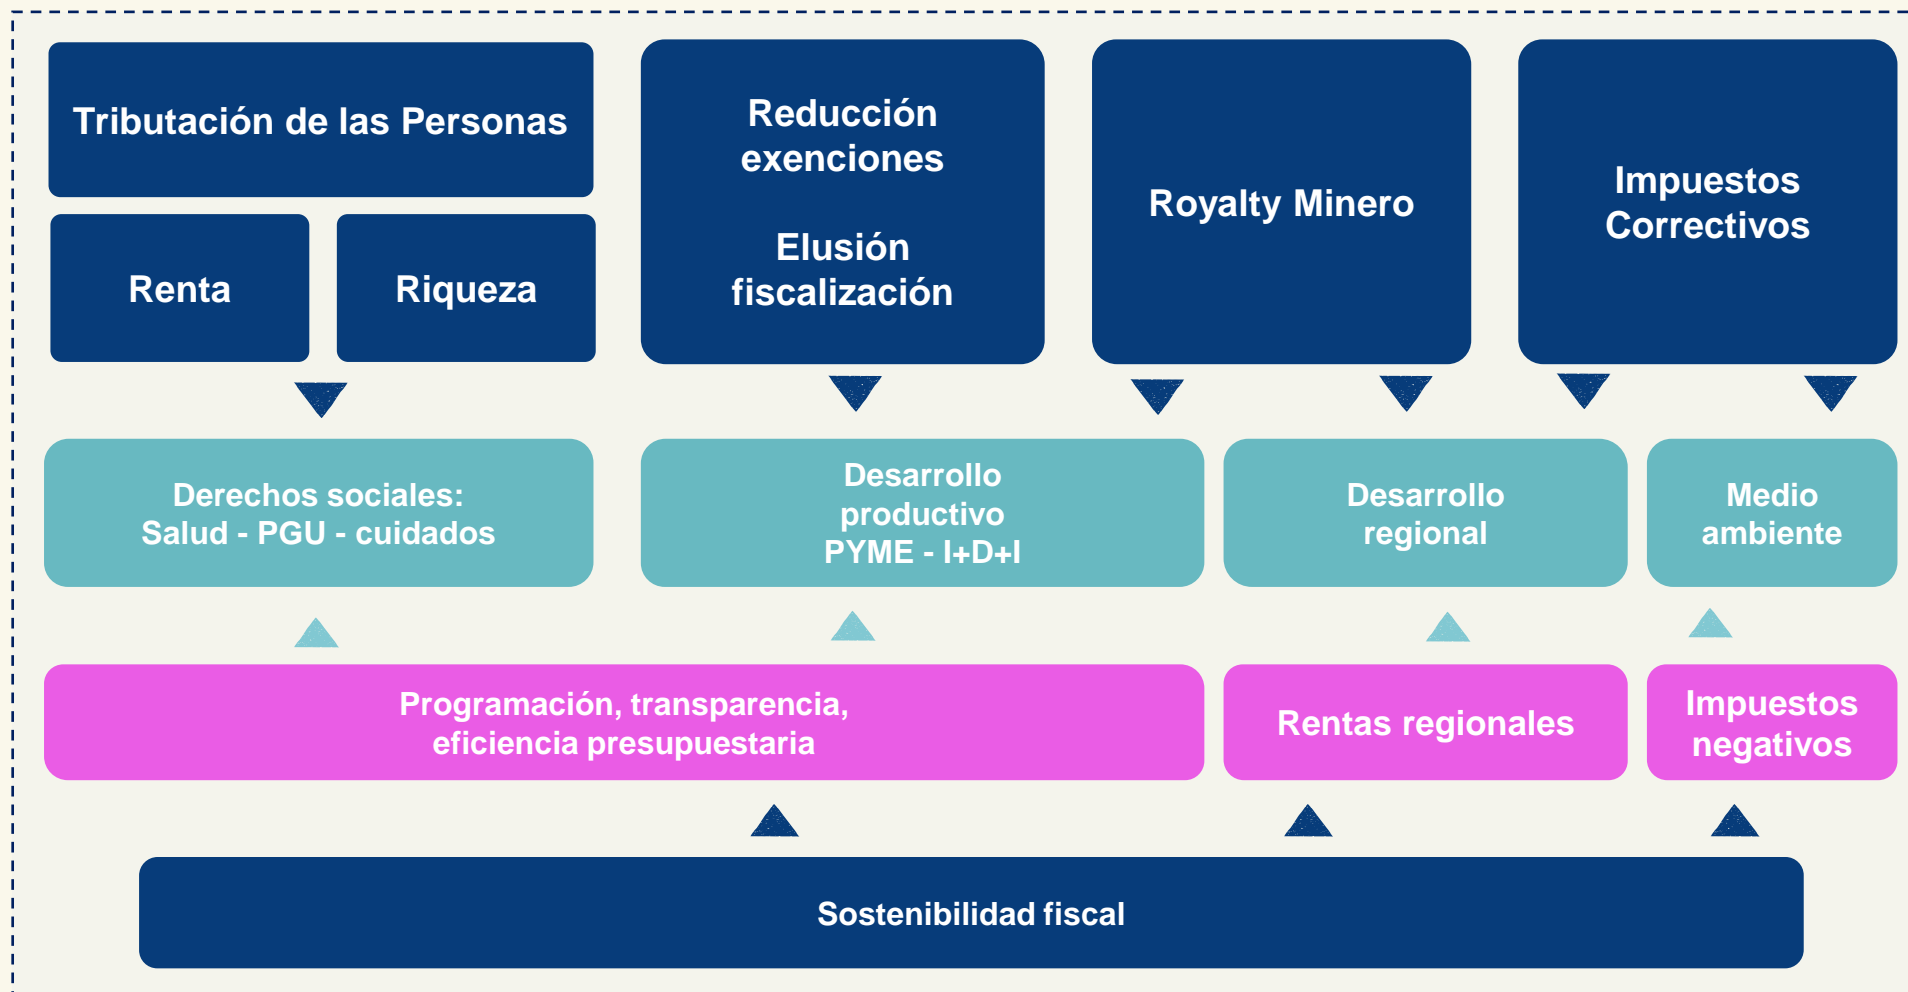 Tributación de las Personas
Renta
Riqueza
Reducción
exenciones
Elusión
fiscalización
Royalty Minero
Impuestos
Correctivos
Derechos sociales:
Salud - PGU - cuidados
Desarrollo
productivo
PYME - I+D+I
Desarrollo
regional
Medio
ambiente
Programación, transparencia,
eficiencia presupuestaria
Rentas regionales
Impuestos
negativos
Sostenibilidad fiscal